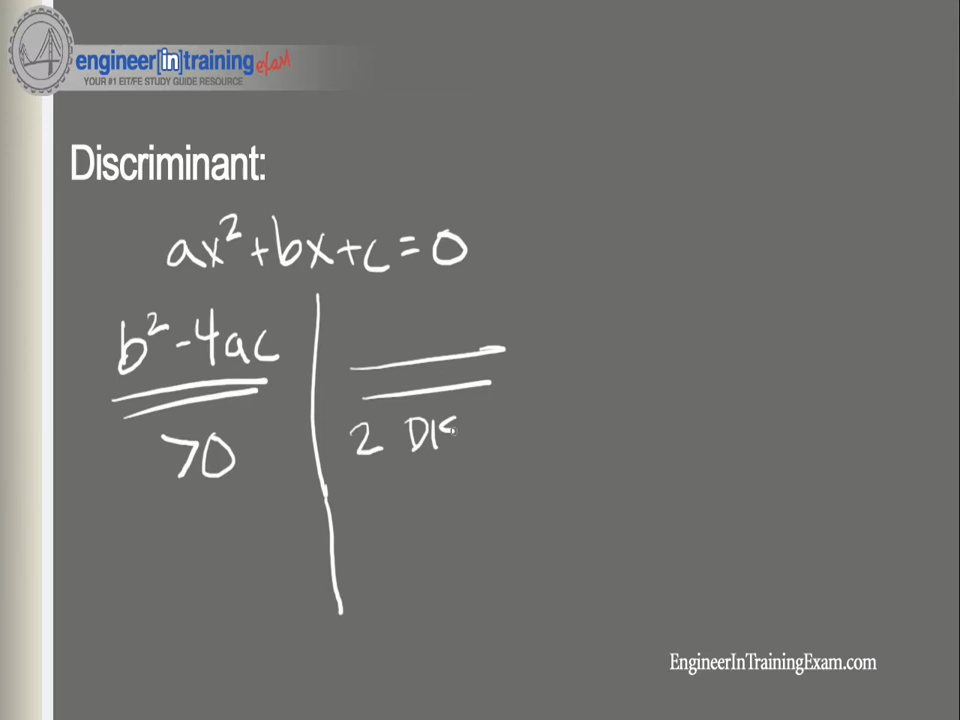 engineer[in]training exam
YOUR #1 EIT/FE STUDY GUIDE RESOURCE
Discriminant:
ax²+bx+c=0
b²-4ac
>0
2 DIS
EngineerInTrainingExam.com